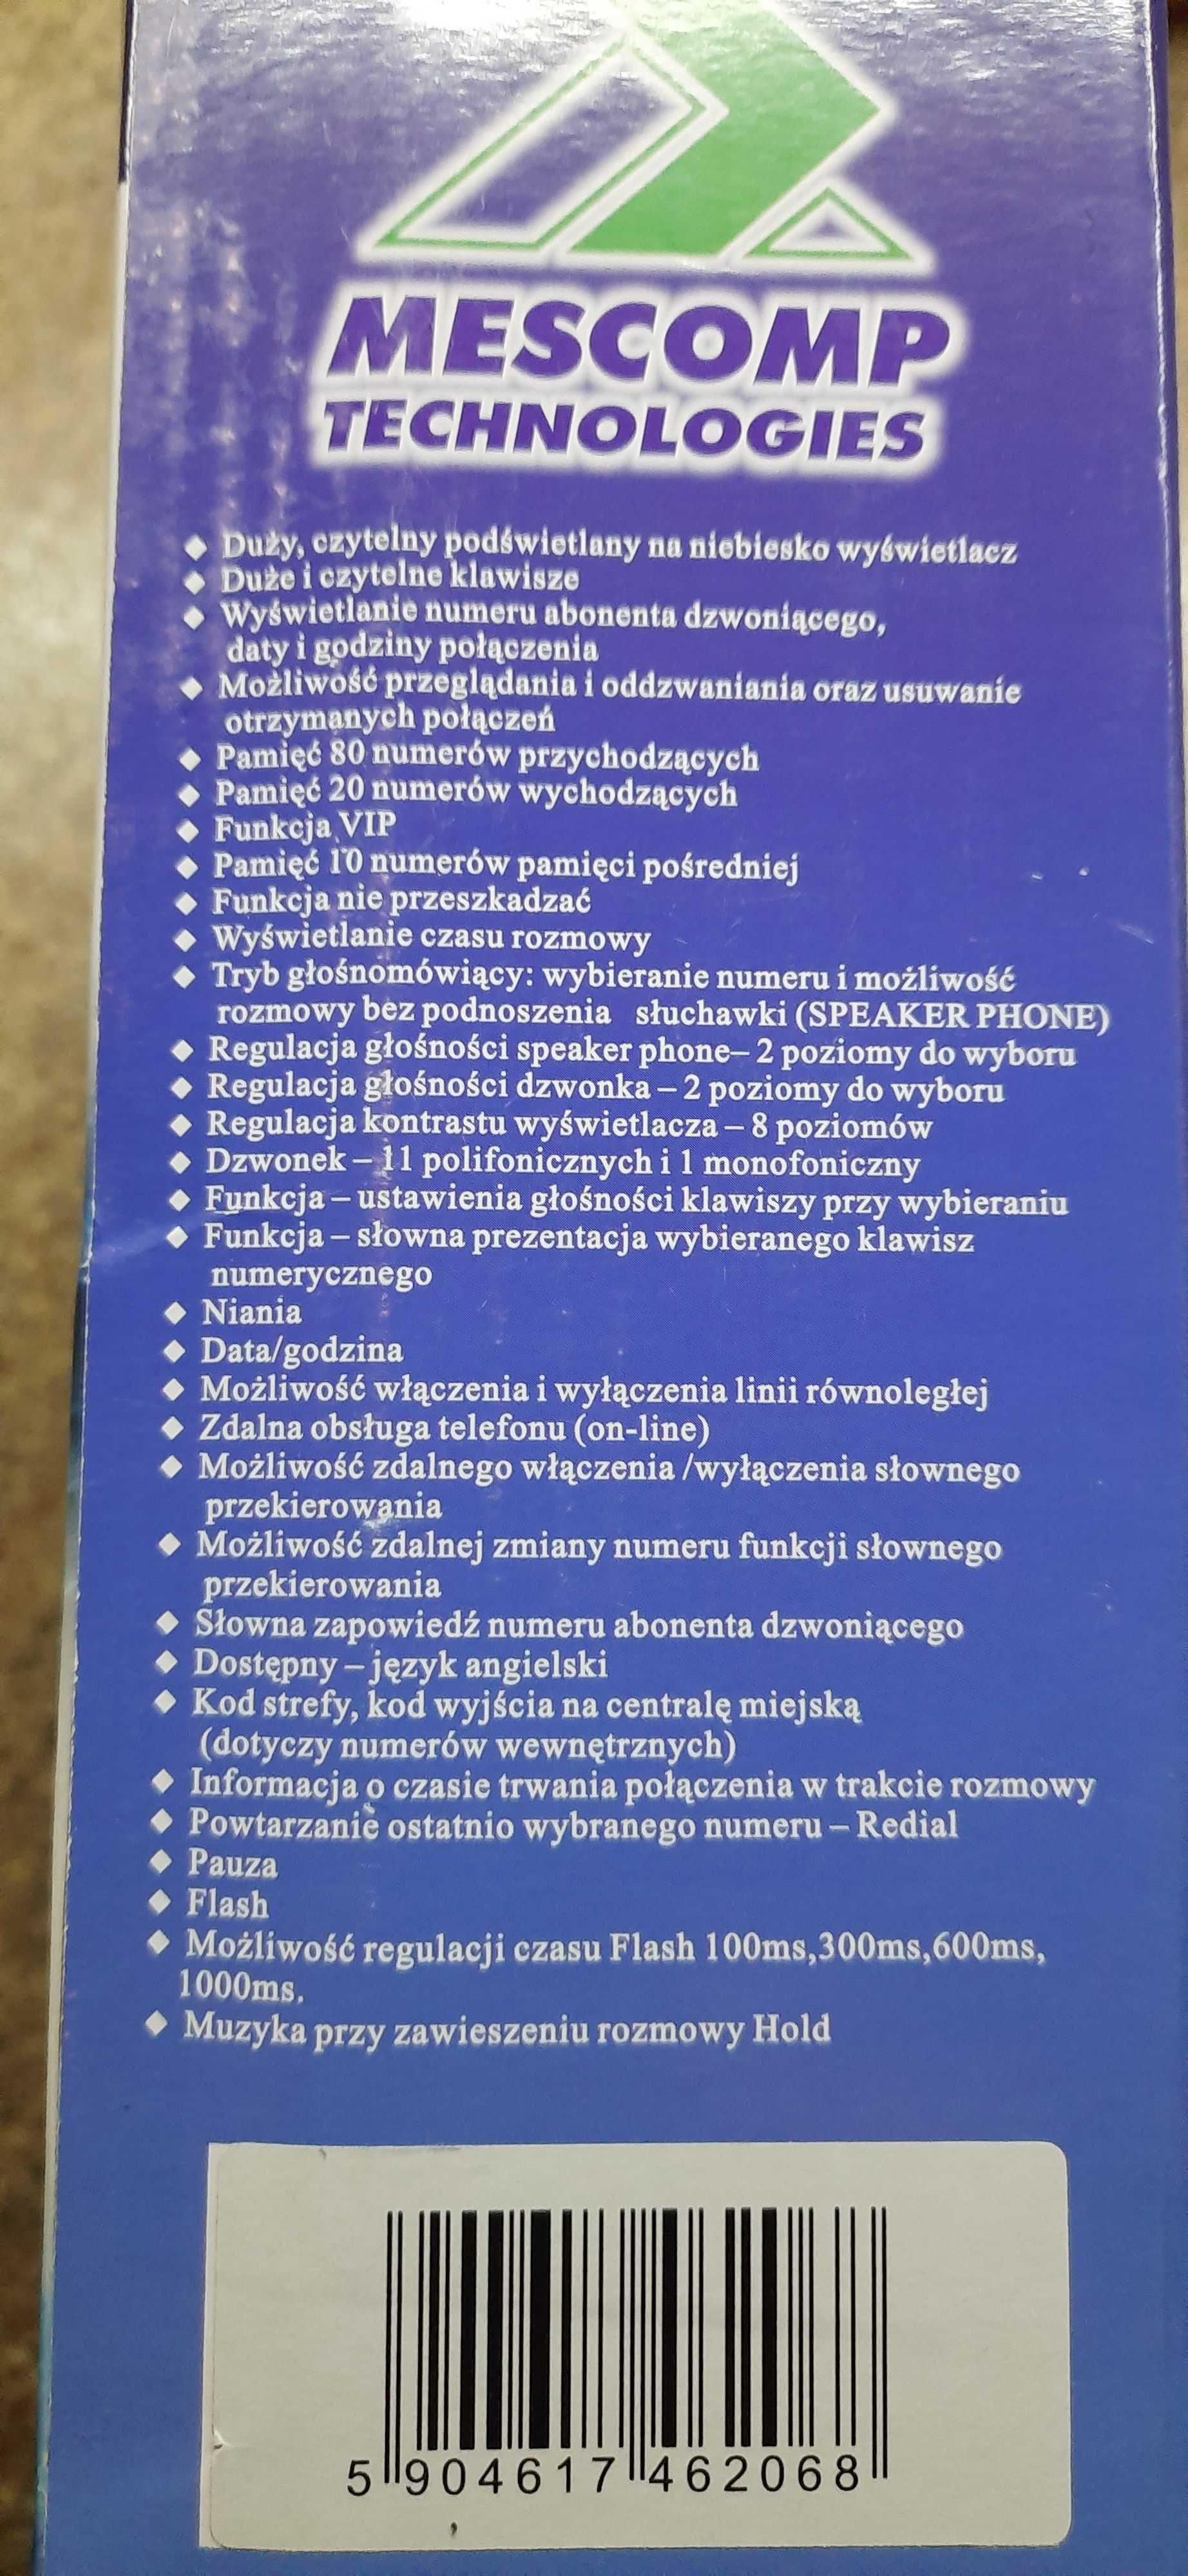 MESCOMP
TECHNOLOGIES
◆ Duży, czytelny podświetlany na niebiesko wyświetlacz
◆ Duże i czytelne klawisze
◆ Wyświetlanie numeru abonenta dzwoniącego,
daty i godziny połączenia
◆ Możliwość przeglądania i oddzwaniania oraz usuwanie
otrzymanych połączeń
◆ Pamięć 80 numerów przychodzących
◆ Pamięć 20 numerów wychodzących
◆ Funkcja VIP
◆ Pamięć 10 numerów pamięci pośredniej
◆ Funkcja nie przeszkadzać
◆ Wyświetlanie czasu rozmowy
◆ Tryb głośnomówiący: wybieranie numeru i możliwość
rozmowy bez podnoszenia słuchawki (SPEAKER PHONE)
◆ Regulacja głośności speaker phone– 2 poziomy do wyboru
◆ Regulacja głośności dzwonka – 2 poziomy do wyboru
◆ Regulacja kontrastu wyświetlacza – 8 poziomów
◆ Dzwonek – 11 polifonicznych i 1 monofoniczny
◆ Funkcja – ustawienia głośności klawiszy przy wybieraniu
◆ Funkcja – słowna prezentacja wybieranego klawisz
numerycznego
◆ Niania
◆ Data/godzina
◆ Możliwość włączenia i wyłączenia linii równoległej
◆ Zdalna obsługa telefonu (on-line)
◆ Możliwość zdalnego włączenia /wyłączenia słownego
przekierowania
◆ Możliwość zdalnej zmiany numeru funkcji słownego
przekierowania
◆ Słowna zapowiedź numeru abonenta dzwoniącego
◆ Dostępny – język angielski
◆ Kod strefy, kod wyjścia na centralę miejską
(dotyczy numerów wewnętrznych)
◆ Informacja o czasie trwania połączenia w trakcie rozmowy
◆ Powtarzanie ostatnio wybranego numeru – Redial
◆ Pauza
◆ Flash
◆ Możliwość regulacji czasu Flash 100ms,300ms,600ms,
1000ms.
◆ Muzyka przy zawieszeniu rozmowy Hold
5 904617 462068